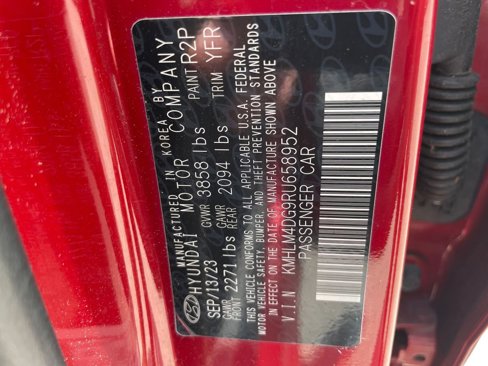 MANUFACTURED IN KOREA BY
HYUNDAI MOTOR COMPANY
SEP/13/23 GVWR 3858 lbs PAINT R2P
GAWR FRONT 2271 lbs GAWR REAR 2094 lbs TRIM YFR
THIS VEHICLE CONFORMS TO ALL APPLICABLE U.S.A. FEDERAL
MOTOR VEHICLE SAFETY, BUMPER, AND THEFT PREVENTION STANDARDS
IN EFFECT ON THE DATE OF MANUFACTURE SHOWN ABOVE
V.I.N KMHLM4DG9RU658952
PASSENGER CAR